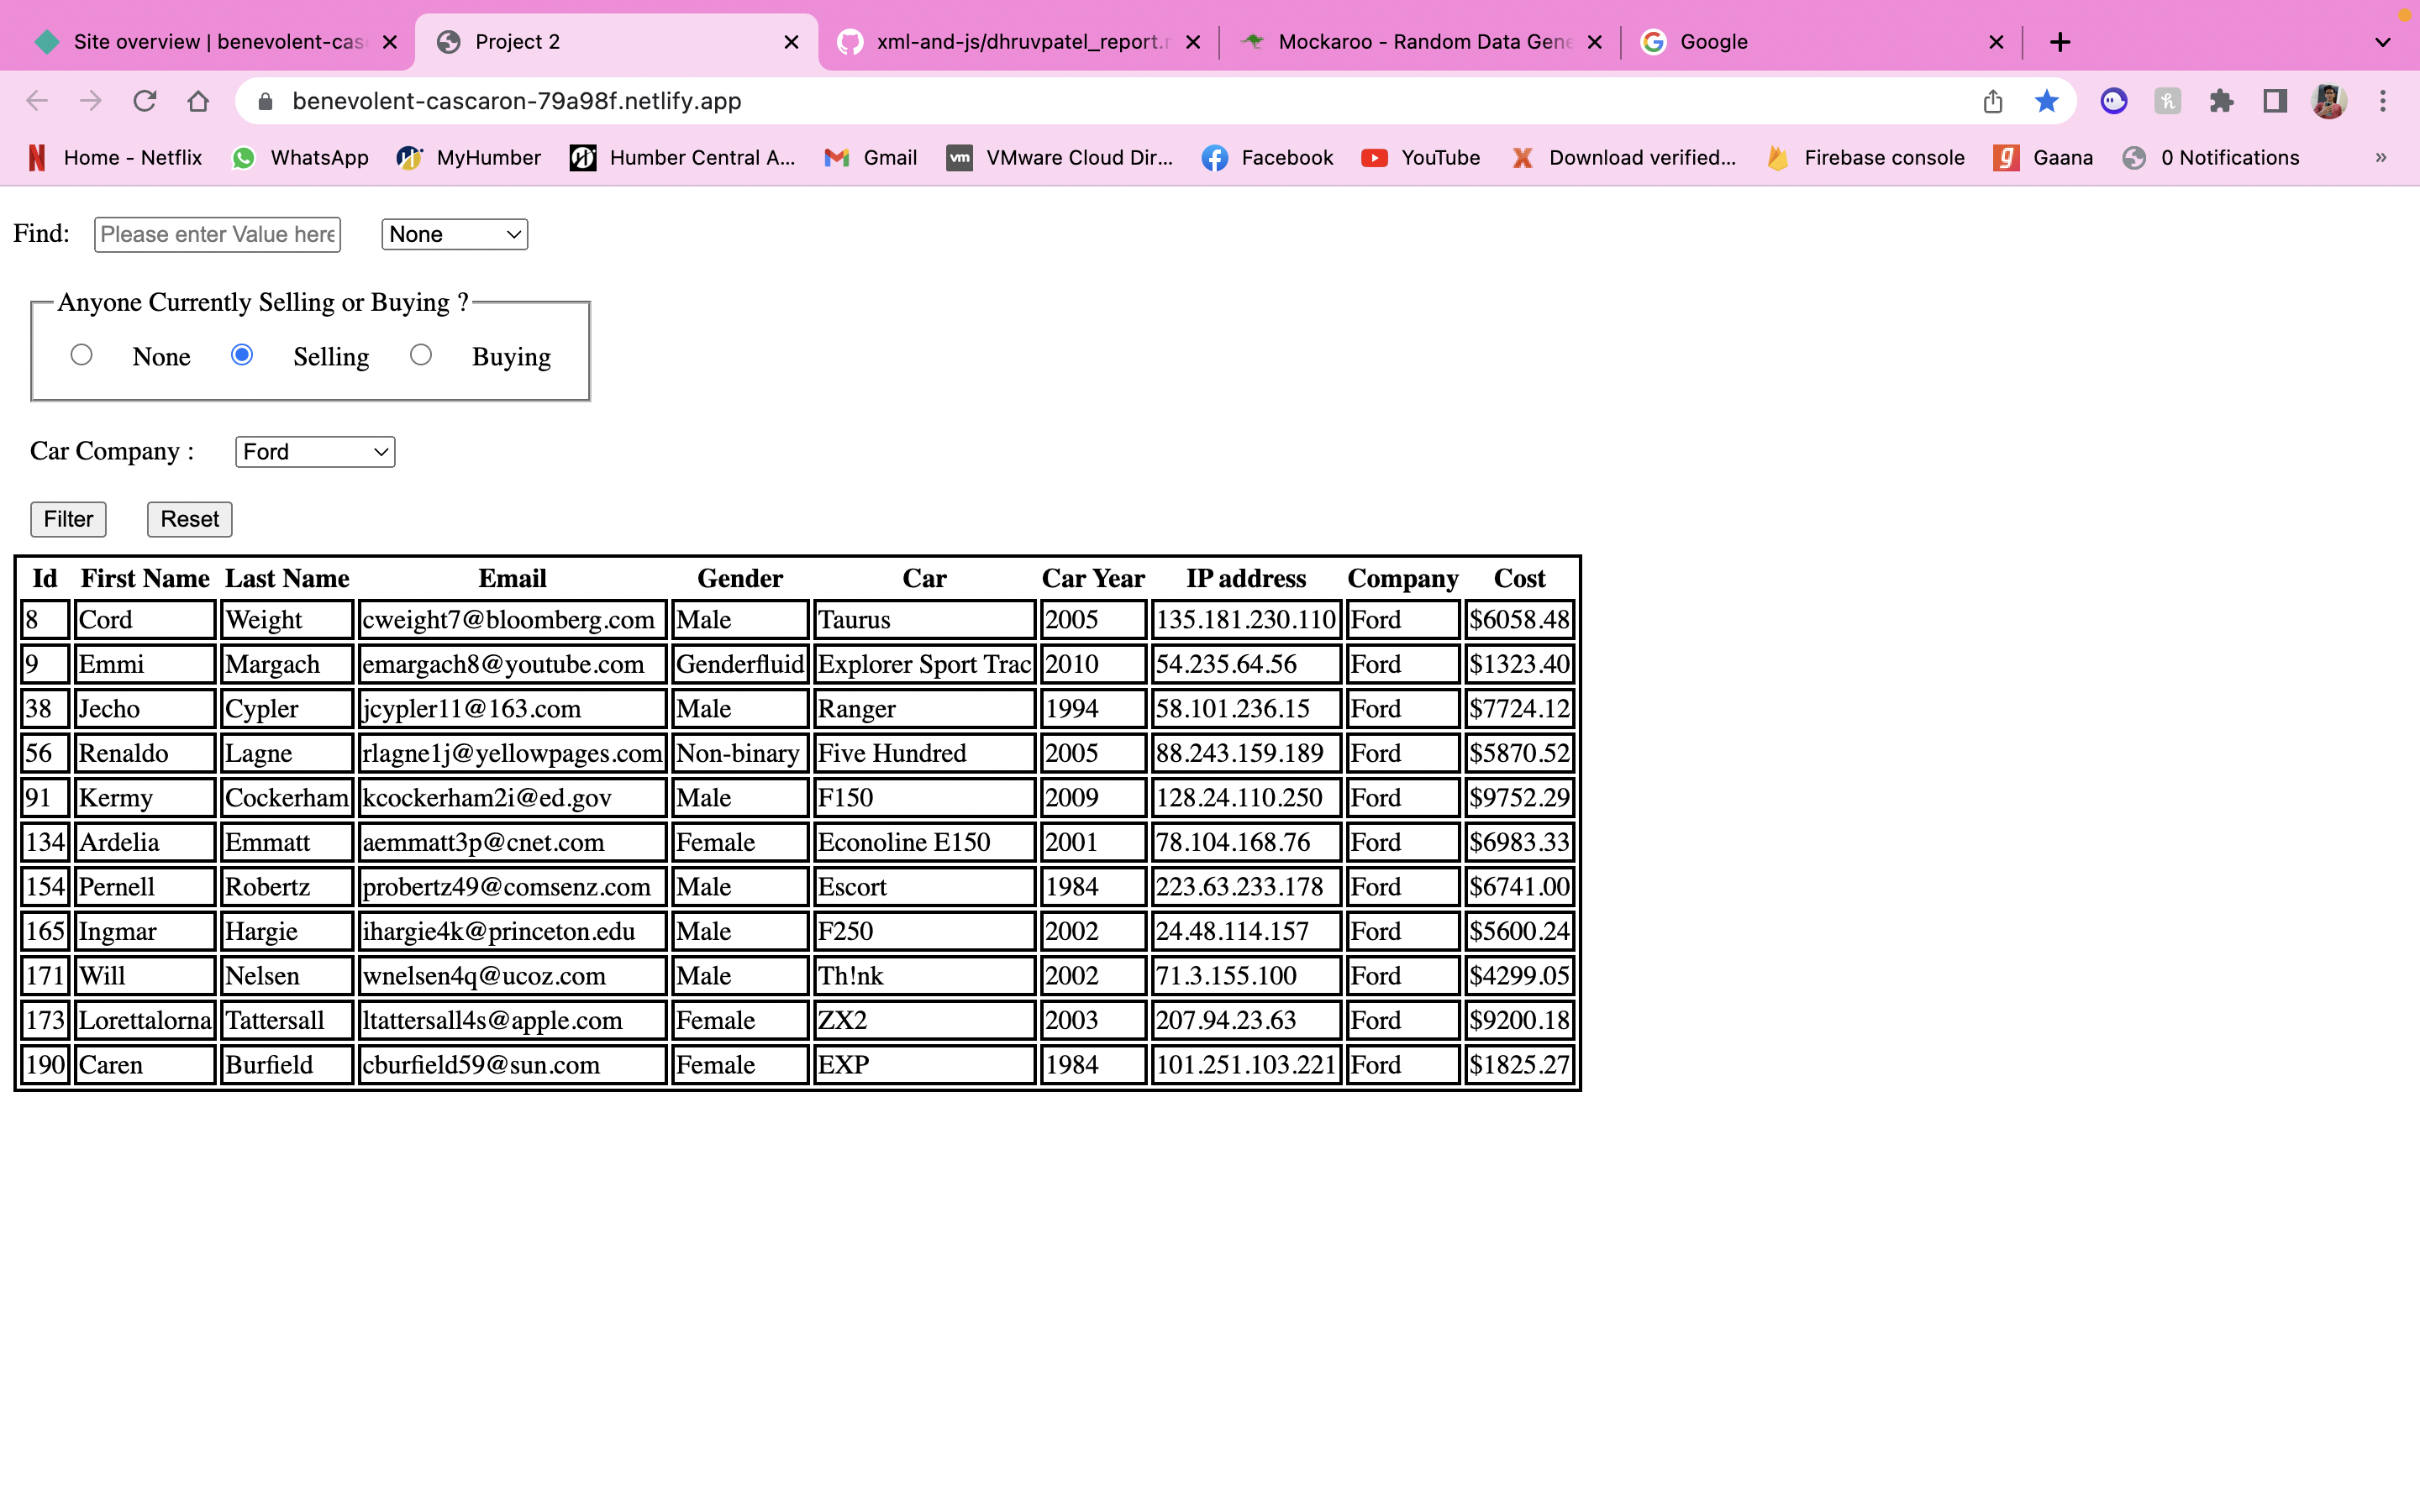 Site overview | benevolent-cas
Project 2
xml-and-js/dhruvpatel_report.r
Mockaroo - Random Data Gene
Google
benevolent-cascaron-79a98f.netlify.app
Home - Netflix WhatsApp MyHumber Humber Central A... Gmail vm VMware Cloud Dir... Facebook YouTube Download verified... Firebase console Gaana 0 Notifications »
Find: Please enter Value here None
Anyone Currently Selling or Buying ?
None Selling Buying
Car Company : Ford
Filter Reset
Id First Name Last Name Email Gender Car Car Year IP address Company Cost
8 Cord Weight cweight7@bloomberg.com Male Taurus 2005 135.181.230.110 Ford $6058.48
9 Emmi Margach emargach8@youtube.com Genderfluid Explorer Sport Trac 2010 54.235.64.56 Ford $1323.40
38 Jecho Cypler jcypler11@163.com Male Ranger 1994 58.101.236.15 Ford $7724.12
56 Renaldo Lagne rlagne1j@yellowpages.com Non-binary Five Hundred 2005 88.243.159.189 Ford $5870.52
91 Kermy Cockerham kcockerham2i@ed.gov Male F150 2009 128.24.110.250 Ford $9752.29
134 Ardelia Emmatt aemmatt3p@cnet.com Female Econoline E150 2001 78.104.168.76 Ford $6983.33
154 Pernell Robertz probertz49@comsenz.com Male Escort 1984 223.63.233.178 Ford $6741.00
165 Ingmar Hargie ihargie4k@princeton.edu Male F250 2002 24.48.114.157 Ford $5600.24
171 Will Nelsen wnelsen4q@ucoz.com Male Th!nk 2002 71.3.155.100 Ford $4299.05
173 Lorettalorna Tattersall ltattersall4s@apple.com Female ZX2 2003 207.94.23.63 Ford $9200.18
190 Caren Burfield cburfield59@sun.com Female EXP 1984 101.251.103.221 Ford $1825.27